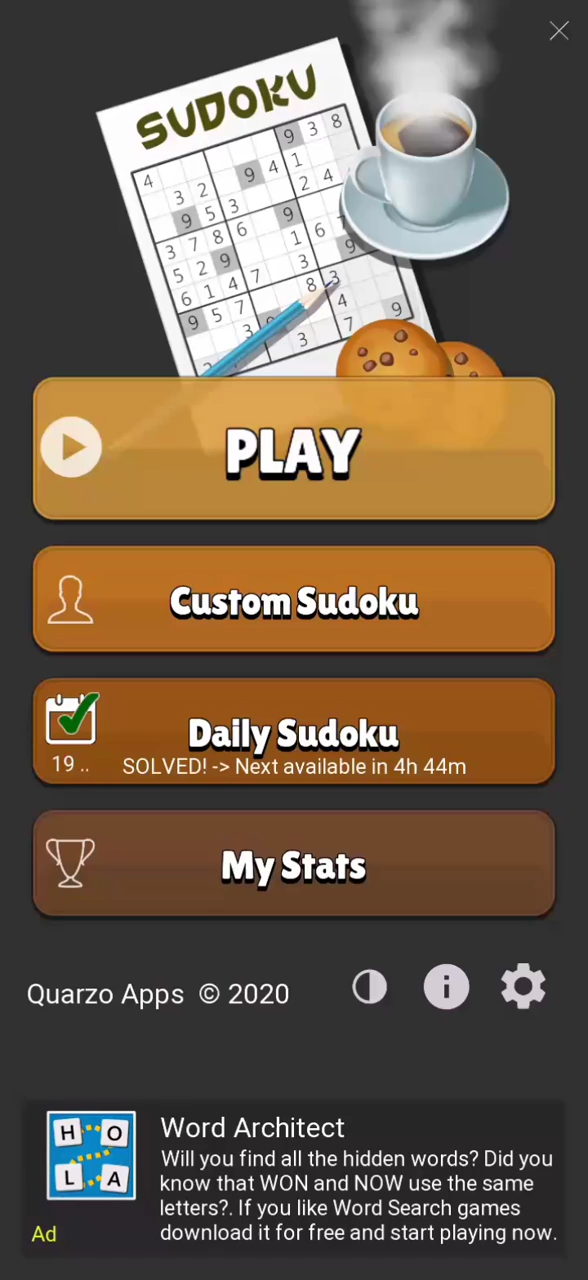 SUDOKU
PLAY
Custom Sudoku
Daily Sudoku
19 .. SOLVED! -> Next available in 4h 44m
My Stats
Quarzo Apps © 2020
H O
L A
Word Architect
Will you find all the hidden words? Did you
know that WON and NOW use the same
letters?. If you like Word Search games
download it for free and start playing now.
Ad